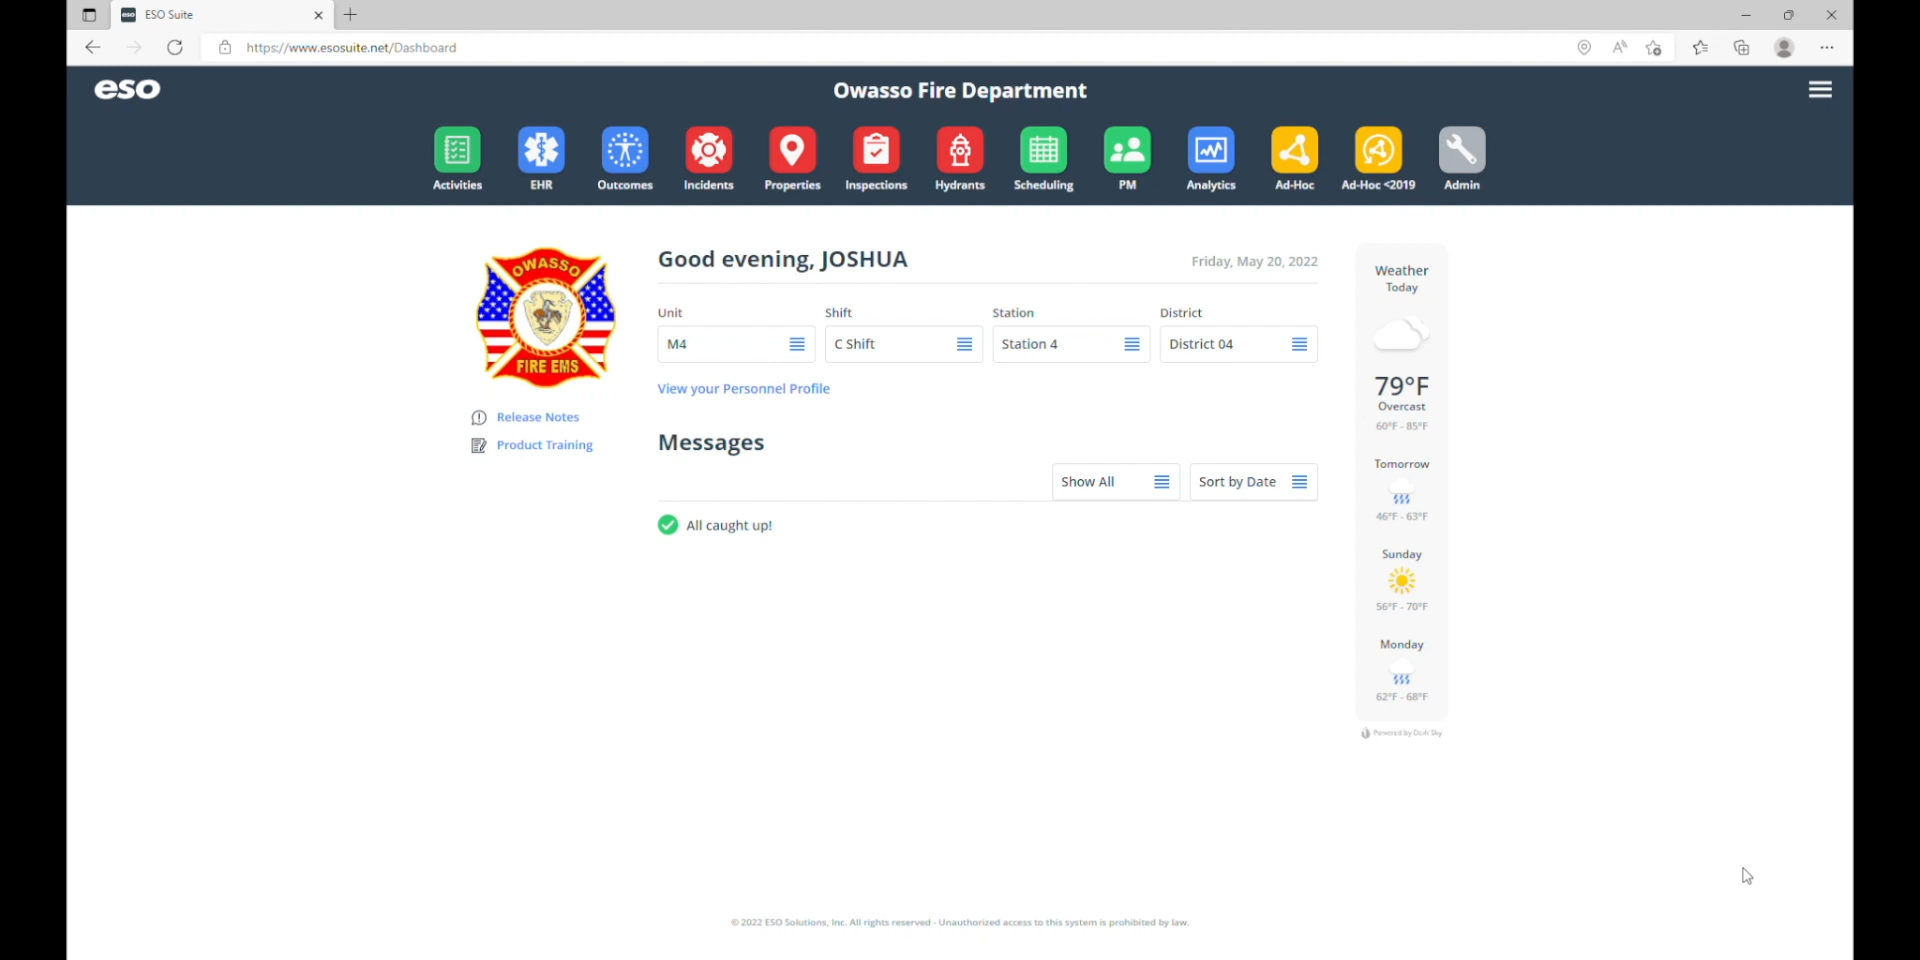 ESO Suite
https://www.esosuite.net/Dashboard
eso
Owasso Fire Department
Activities
EHR
Outcomes
Incidents
Properties
Inspections
Hydrants
Scheduling
PM
Analytics
Ad-Hoc
Ad-Hoc <2019
Admin
OWASSO
FIRE EMS
Release Notes
Product Training
Good evening, JOSHUA
Friday, May 20, 2022
Unit
Shift
Station
District
M4
C Shift
Station 4
District 04
View your Personnel Profile
Messages
Show All
Sort by Date
All caught up!
Weather
Today
79°F
Overcast
60°F - 85°F
Tomorrow
46°F - 63°F
Sunday
56°F - 70°F
Monday
62°F - 68°F
Powered by Dark Sky
© 2022 ESO Solutions, Inc. All rights reserved - Unauthorized access to this system is prohibited by law.